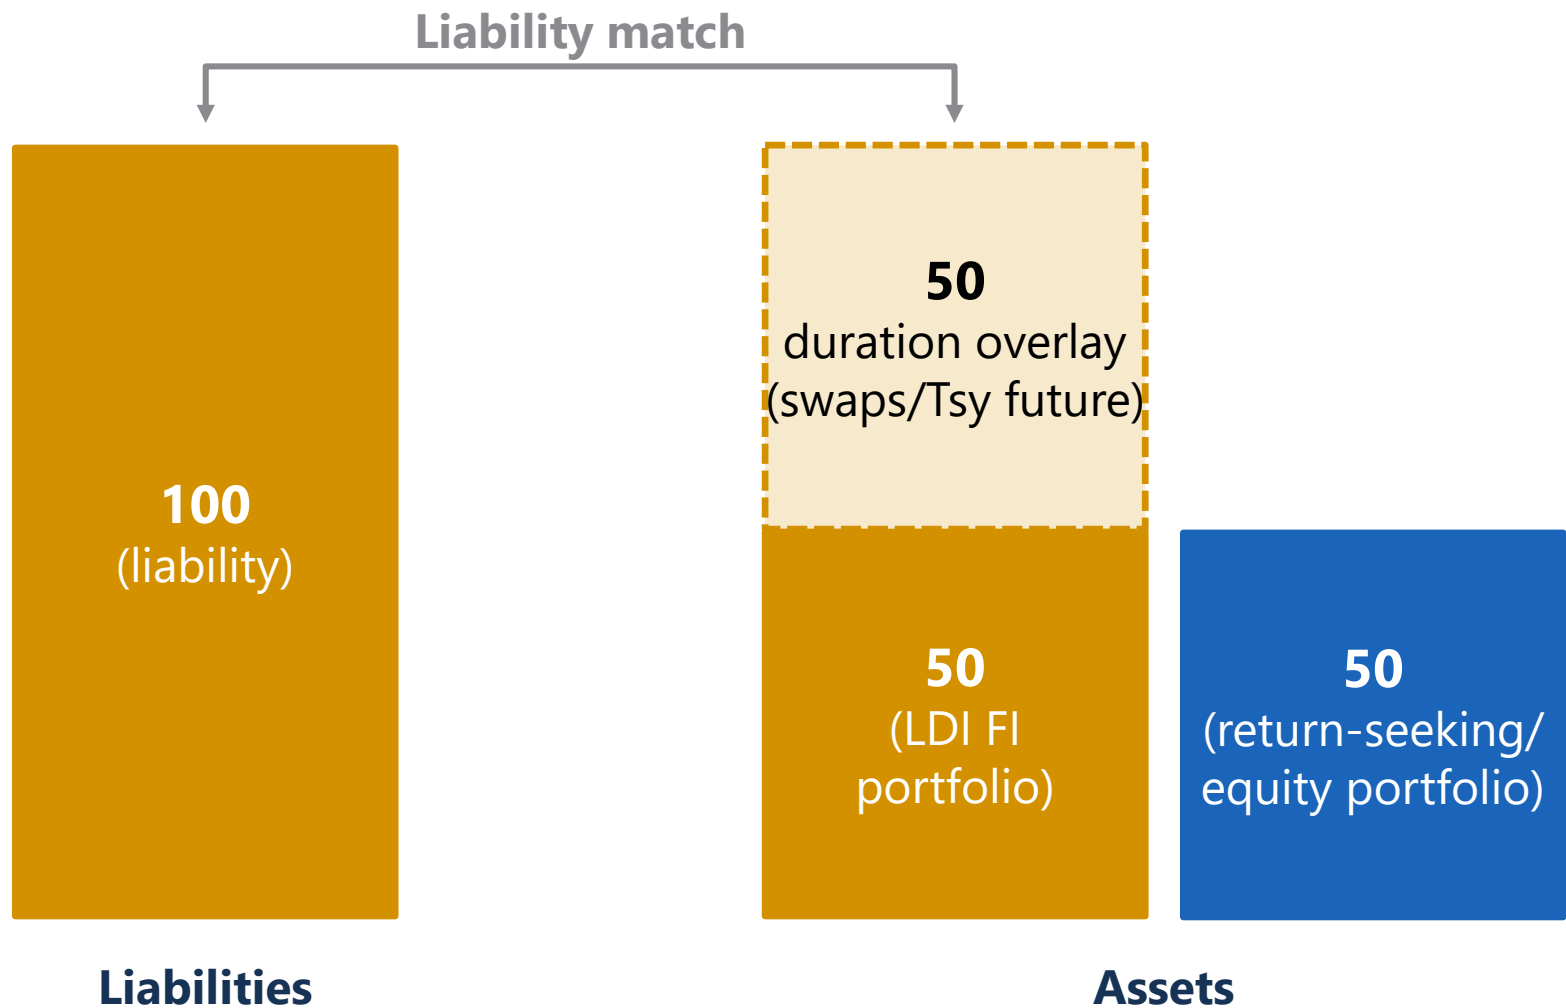 Liability match
100
(liability)
50
duration overlay
(swaps/Tsy future)
50
(LDI FI
portfolio)
50
(return-seeking/
equity portfolio)
Liabilities
Assets